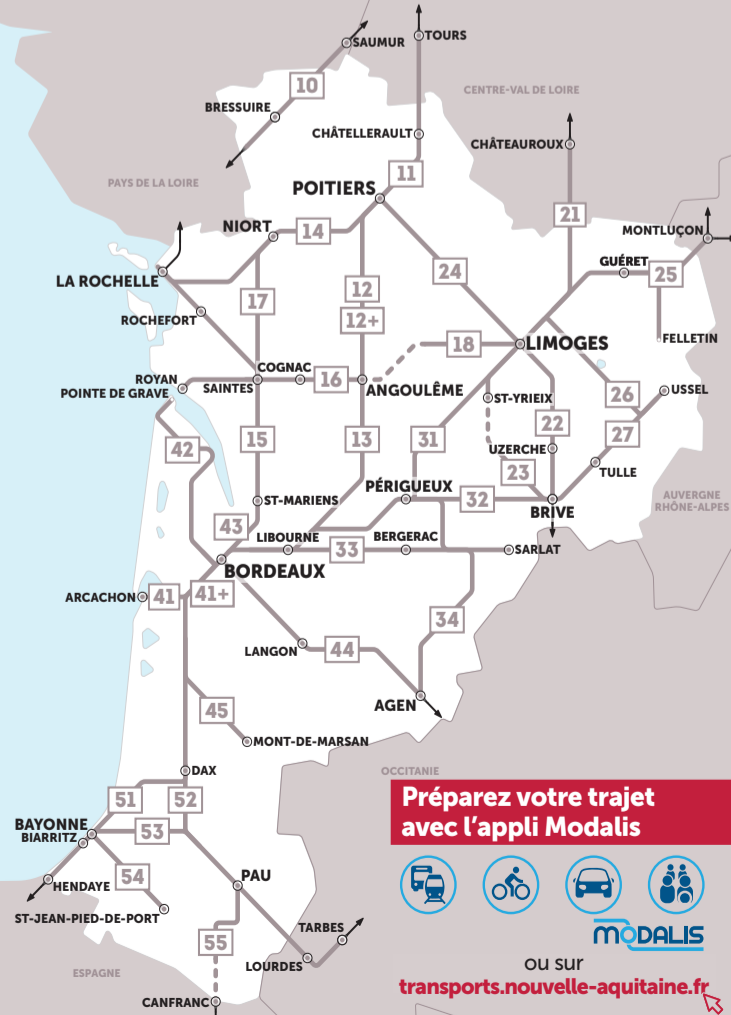 SAUMUR
TOURS
10
CENTRE-VAL DE LOIRE
BRESSUIRE
CHÂTELLERAULT
CHÂTEAUROUX
11
PAYS DE LA LOIRE
POITIERS
21
NIORT
14
MONTLUÇON
GUÉRET
25
LA ROCHELLE
24
12
17
12+
ROCHEFORT
18
LIMOGES
FELLETIN
COGNAC
ROYAN
POINTE DE GRAVE
SAINTES
16
ANGOULÊME
ST-YRIEIX
26
USSEL
42
15
13
31
22
27
UZERCHE
23
TULLE
PÉRIGUEUX
32
BRIVE
AUVERGNE
RHÔNE-ALPES
ST-MARIENS
43
LIBOURNE
33
BERGERAC
SARLAT
BORDEAUX
ARCACHON
41
41+
34
LANGON
44
AGEN
45
MONT-DE-MARSAN
DAX
OCCITANIE
51
52
BAYONNE
BIARRITZ
53
54
HENDAYE
PAU
ST-JEAN-PIED-DE-PORT
55
TARBES
LOURDES
ESPAGNE
CANFRANC
Préparez votre trajet
avec l'appli Modalis
MODALIS
ou sur
transports.nouvelle-aquitaine.fr